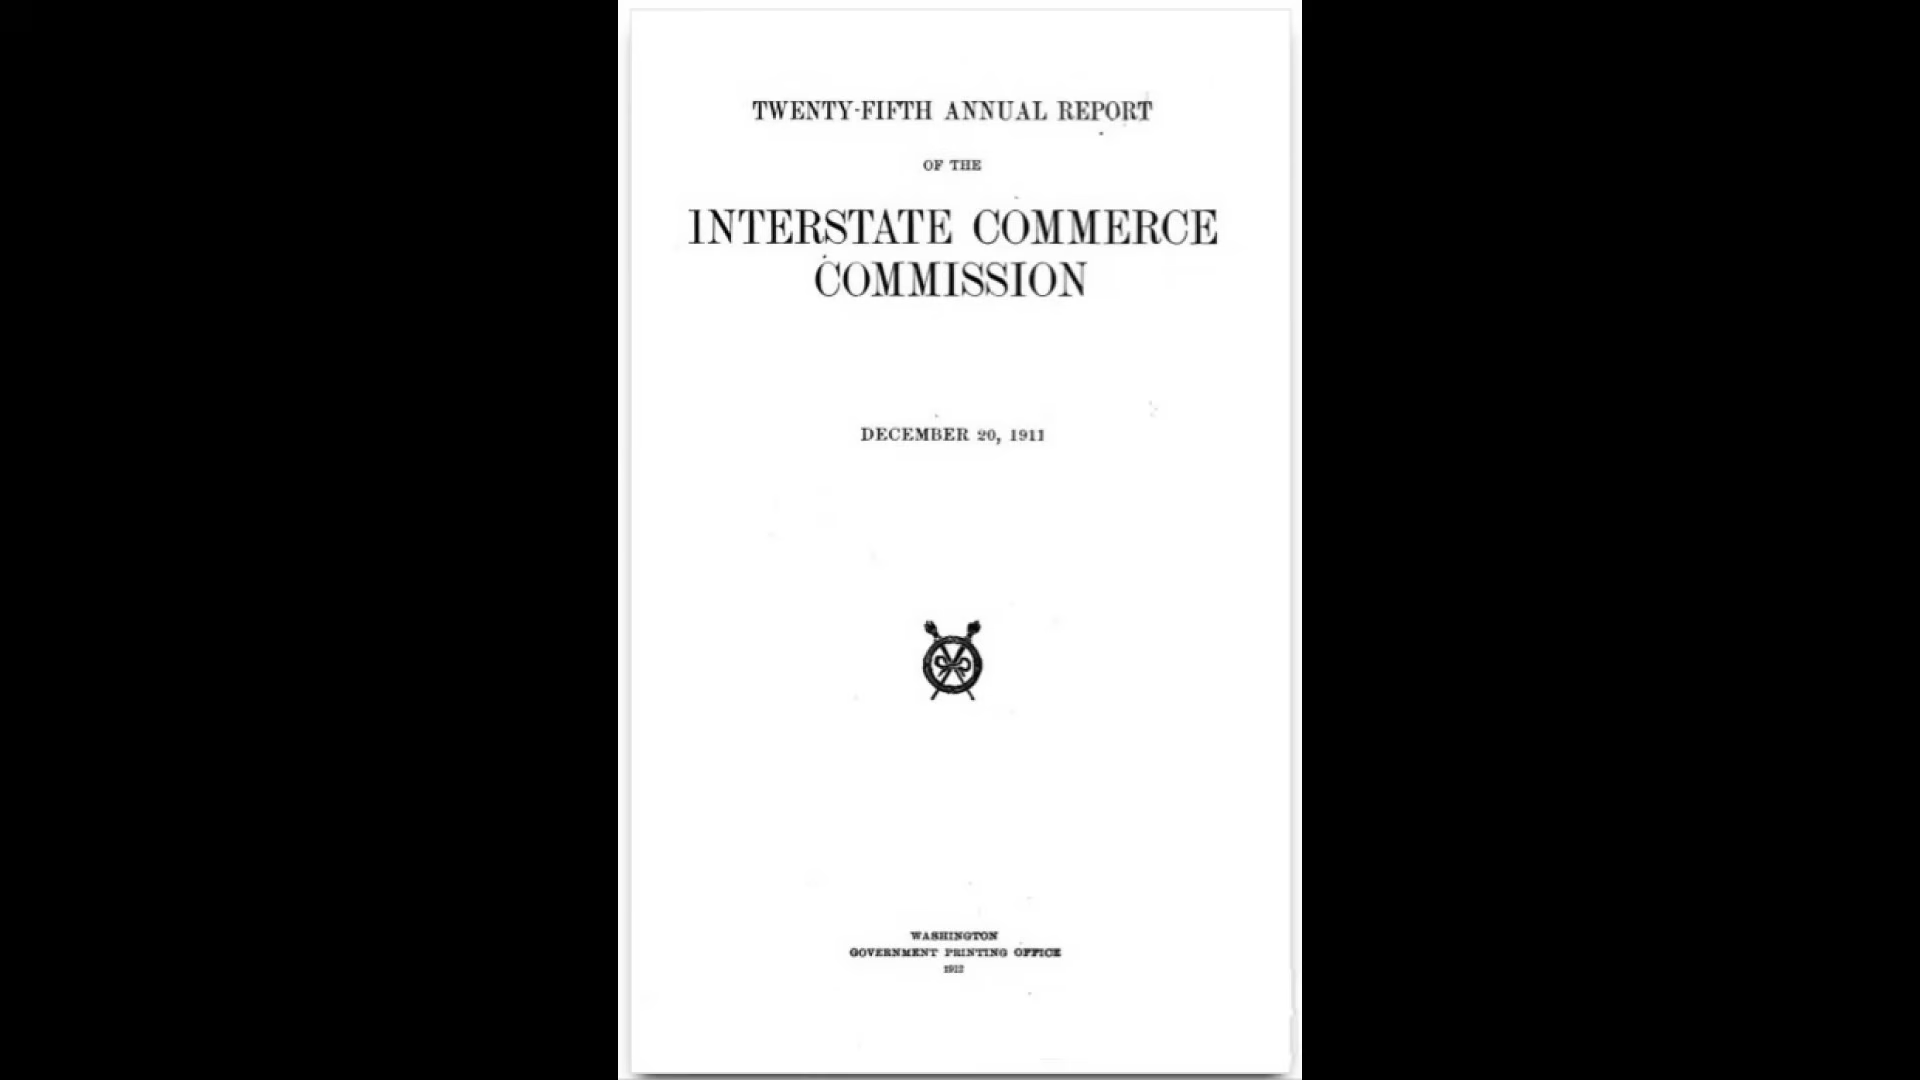 TWENTY-FIFTH ANNUAL REPORT
OF THE
INTERSTATE COMMERCE
COMMISSION
DECEMBER 20, 1911
WASHINGTON
GOVERNMENT PRINTING OFFICE
1912